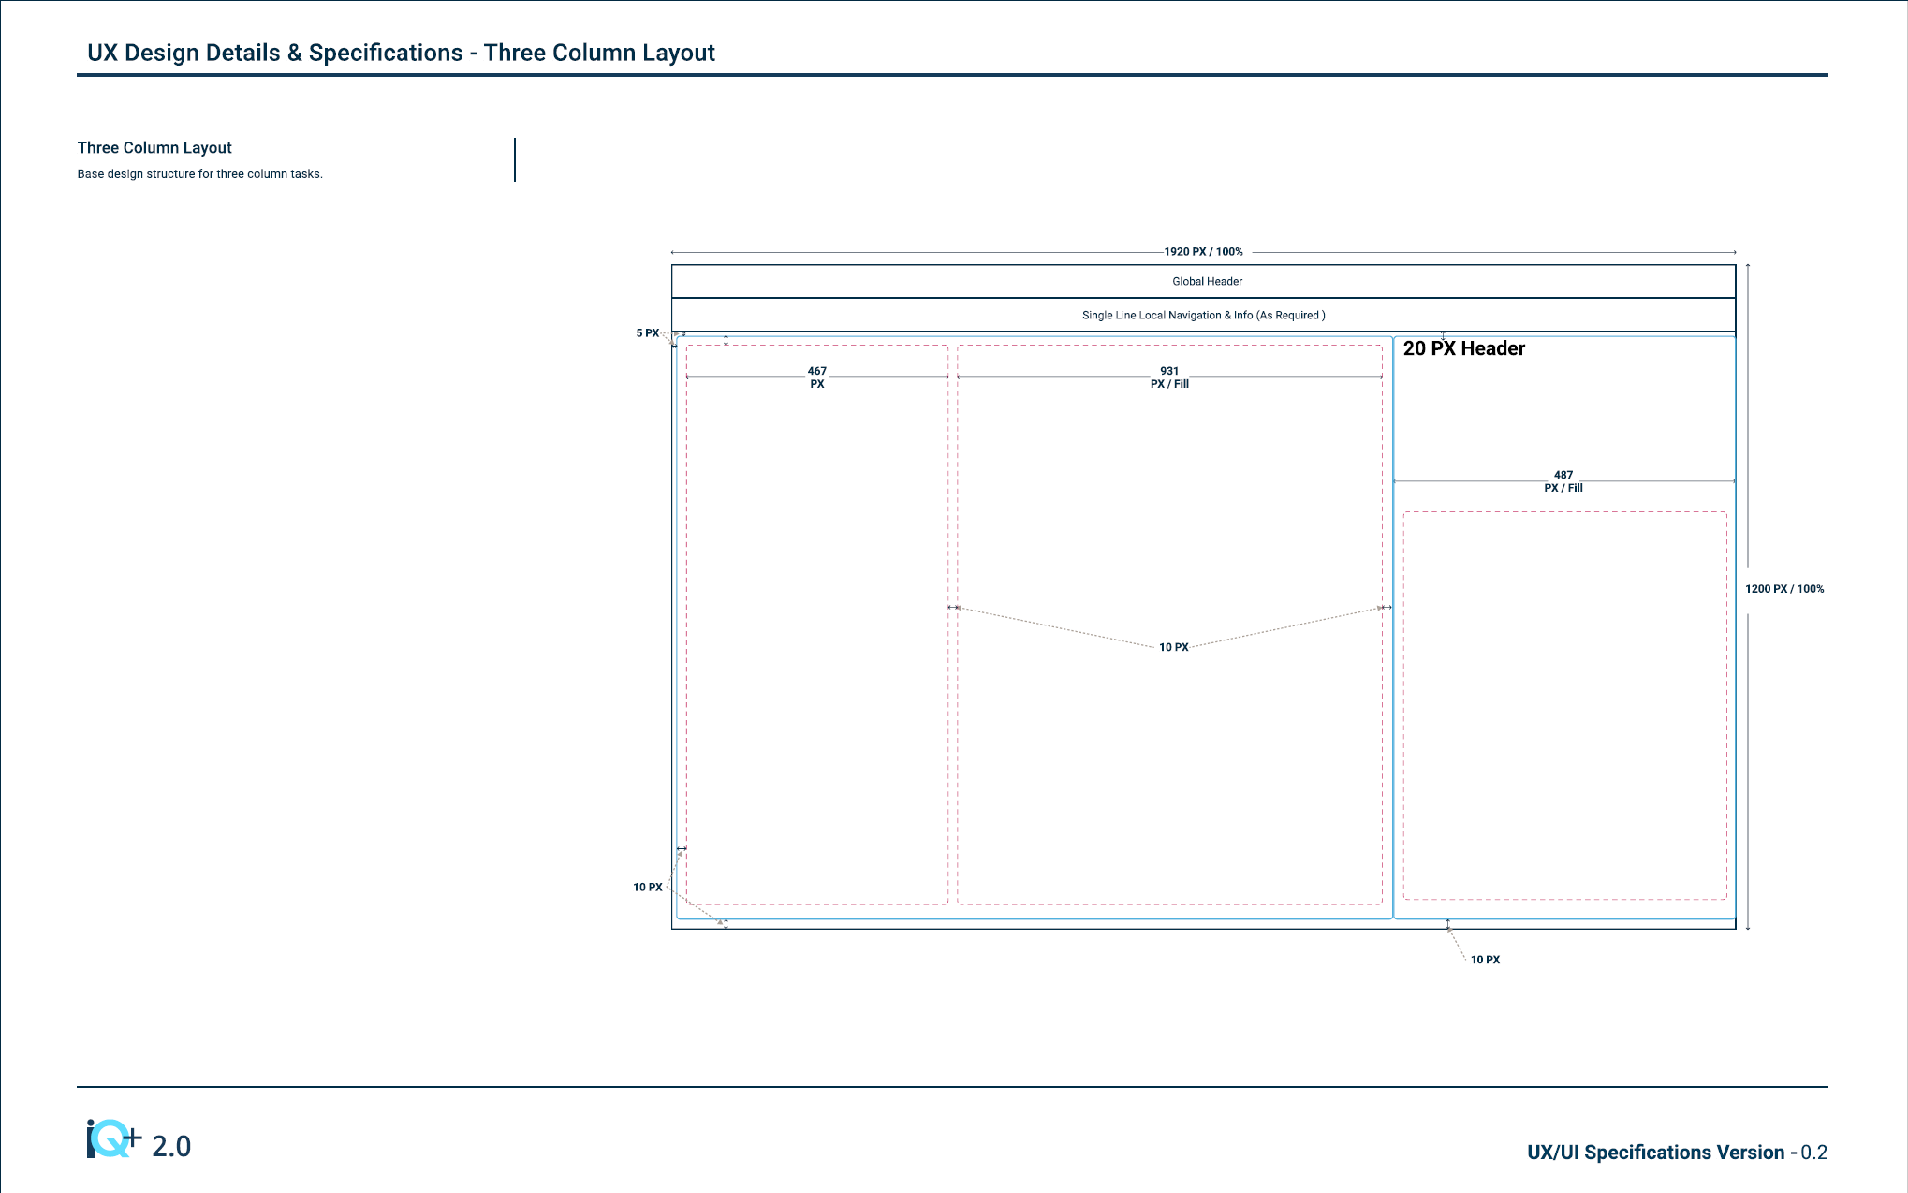 UX Design Details & Specifications - Three Column Layout
Three Column Layout
Base design structure for three column tasks.
1920 PX / 100%
Global Header
Single Line Local Navigation & Info (As Required )
5 PX
20 PX Header
467
PX
931
PX / Fill
487
PX / Fill
1200 PX / 100%
10 PX
10 PX
10 PX
iQ+ 2.0
UX/UI Specifications Version - 0.2